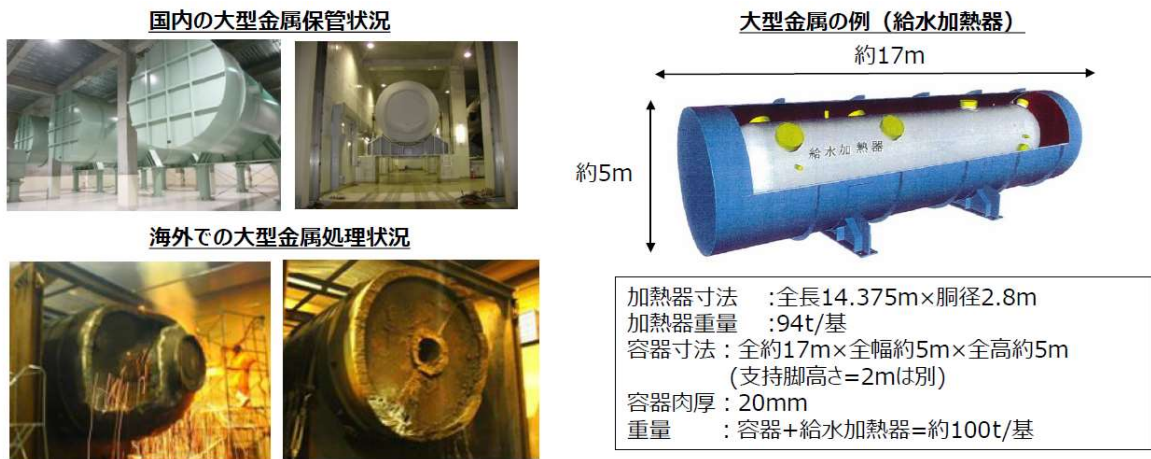 国内の大型金属保管状況
海外での大型金属処理状況
大型金属の例（給水加熱器）
約17m
約5m
給水加熱器
加熱器寸法　:全長14.375m×胴径2.8m
加熱器重量　:94t/基
容器寸法：全約17m×全幅約5m×全高約5m
(支持脚高さ=2mは別)
容器肉厚：20mm
重量　　：容器+給水加熱器=約100t/基